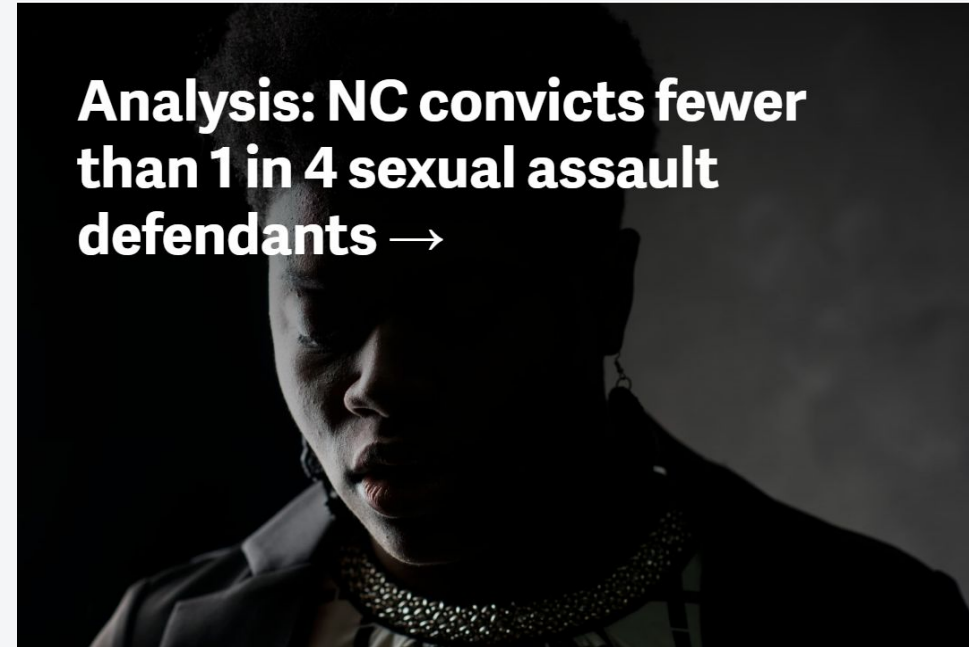 Analysis: NC convicts fewer
than 1 in 4 sexual assault
defendants →